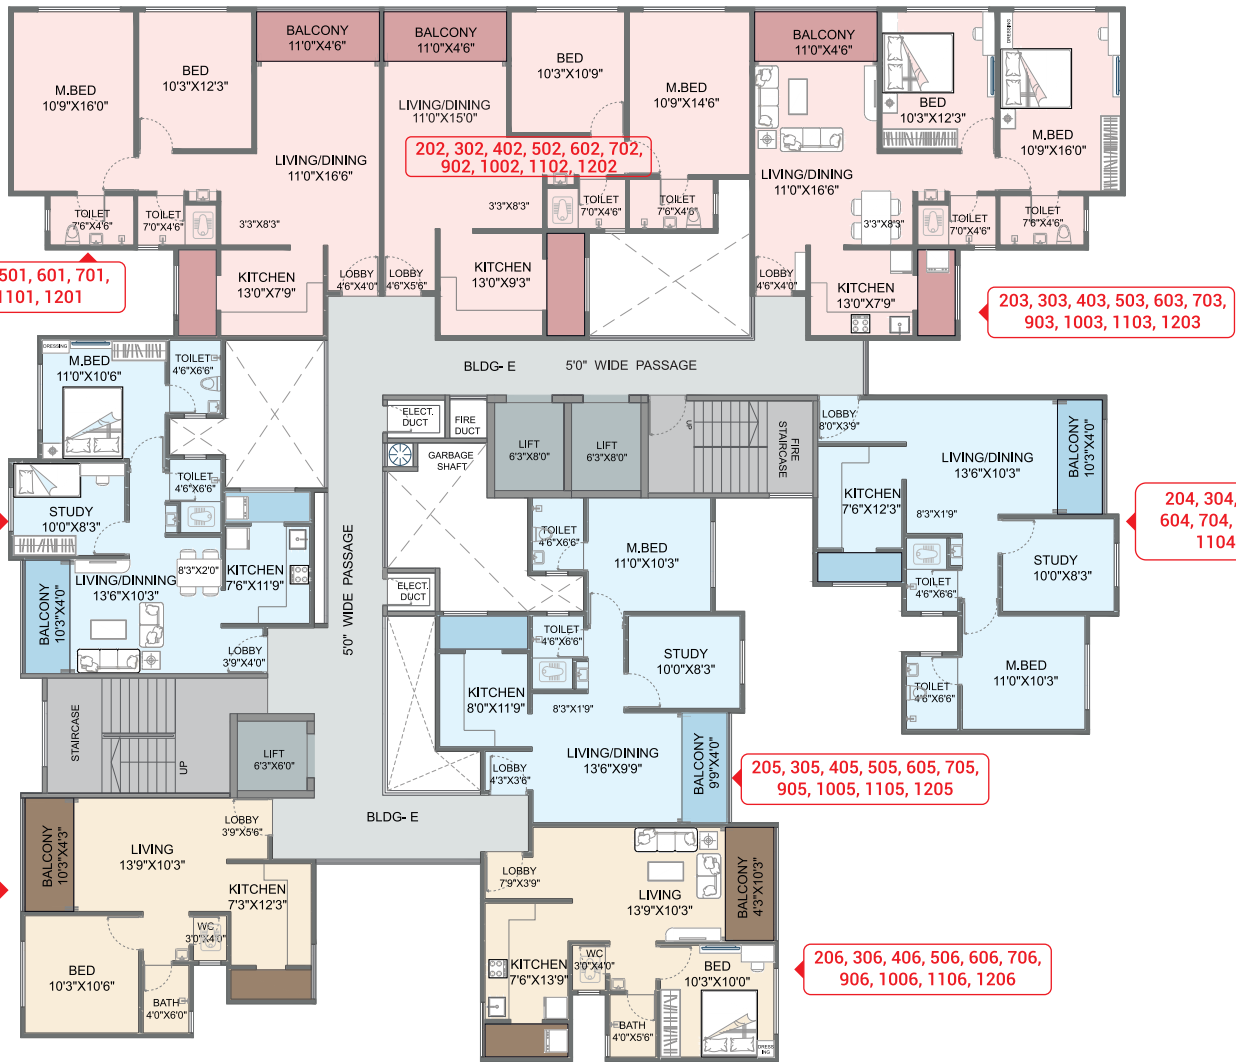 BALCONY
11'0"X4'6"
BALCONY
11'0"X4'6"
BALCONY
11'0"X4'6"
M.BED
10'9"X16'0"
BED
10'3"X12'3"
LIVING/DINING
11'0"X16'6"
LIVING/DINING
11'0"X15'0"
BED
10'3"X10'9"
M.BED
10'9"X14'6"
LIVING/DINING
11'0"X16'6"
BED
10'3"X12'3"
DRESSING
M.BED
10'9"X16'0"
202, 302, 402, 502, 602, 702,
902, 1002, 1102, 1202
TOILET
7'6"X4'6"
TOILET
7'0"X4'6"
3'3"X8'3"
3'3"X8'3"
TOILET
7'0"X4'6"
TOILET
7'6"X4'6"
3'3"X8'3"
TOILET
7'0"X4'6"
TOILET
7'6"X4'6"
501, 601, 701,
1101, 1201
KITCHEN
13'0"X7'9"
LOBBY
4'6"X4'0"
LOBBY
4'6"X5'6"
KITCHEN
13'0"X9'3"
LOBBY
4'6"X4'0"
KITCHEN
13'0"X7'9"
203, 303, 403, 503, 603, 703,
903, 1003, 1103, 1203
BLDG- E
5'0" WIDE PASSAGE
DRESSING
M.BED
11'0"X10'6"
TOILET
4'6"X6'6"
TOILET
4'6"X6'6"
STUDY
10'0"X8'3"
8'3"X2'0"
LIVING/DINNING
13'6"X10'3"
KITCHEN
7'6"X11'9"
BALCONY
10'3"X4'0"
LOBBY
3'9"X4'0"
5'0" WIDE PASSAGE
ELECT.
DUCT
FIRE
DUCT
GARBAGE
SHAFT
LIFT
6'3"X8'0"
LIFT
6'3"X8'0"
UP
FIRE
STAIRCASE
LOBBY
8'0"X3'9"
LIVING/DINING
13'6"X10'3"
BALCONY
10'3"X4'0"
KITCHEN
7'6"X12'3"
8'3"X1'9"
STUDY
10'0"X8'3"
TOILET
4'6"X6'6"
TOILET
4'6"X6'6"
M.BED
11'0"X10'3"
204, 304,
604, 704,
1104
TOILET
4'6"X6'6"
M.BED
11'0"X10'3"
ELECT.
DUCT
TOILET
4'6"X6'6"
STUDY
10'0"X8'3"
KITCHEN
8'0"X11'9"
8'3"X1'9"
LIVING/DINING
13'6"X9'9"
BALCONY
9'9"X4'0"
LOBBY
4'3"X3'6"
205, 305, 405, 505, 605, 705,
905, 1005, 1105, 1205
STAIRCASE
UP
LIFT
6'3"X6'0"
BLDG- E
LOBBY
3'9"X5'6"
BALCONY
10'3"X4'3"
LIVING
13'9"X10'3"
KITCHEN
7'3"X12'3"
WC
3'0"X4'0"
BED
10'3"X10'6"
BATH
4'0"X6'0"
LOBBY
7'9"X3'9"
LIVING
13'9"X10'3"
BALCONY
4'3"X10'3"
KITCHEN
7'6"X13'9"
WC
3'0"X4'0"
BED
10'3"X10'0"
BATH
4'0"X5'6"
DRESS
ING
206, 306, 406, 506, 606, 706,
906, 1006, 1106, 1206